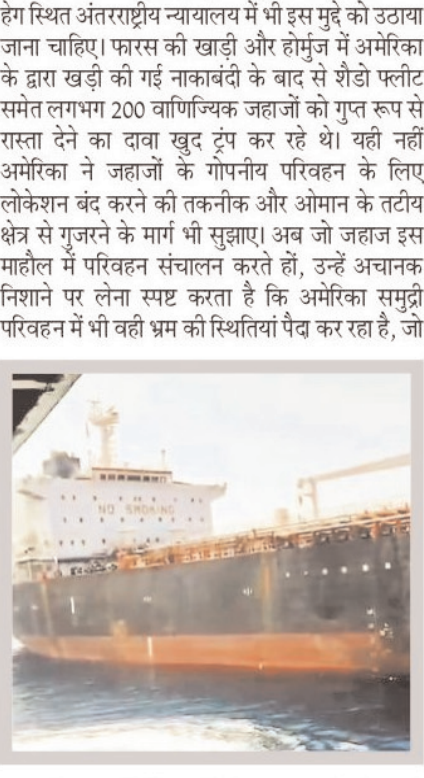 हेग स्थित अंतरराष्ट्रीय न्यायालय में भी इस मुद्दे को उठाया
जाना चाहिए। फारस की खाड़ी और होर्मुज में अमेरिका
के द्वारा खड़ी की गई नाकाबंदी के बाद से शैडो फ्लीट
समेत लगभग 200 वाणिज्यिक जहाजों को गुप्त रूप से
रास्ता देने का दावा खुद ट्रंप कर रहे थे। यही नहीं
अमेरिका ने जहाजों के गोपनीय परिवहन के लिए
लोकेशन बंद करने की तकनीक और ओमान के तटीय
क्षेत्र से गुजरने के मार्ग भी सुझाए। अब जो जहाज इस
माहौल में परिवहन संचालन करते हों, उन्हें अचानक
निशाने पर लेना स्पष्ट करता है कि अमेरिका समुद्री
परिवहन में भी वही भ्रम की स्थितियां पैदा कर रहा है, जो
NO SMOKING